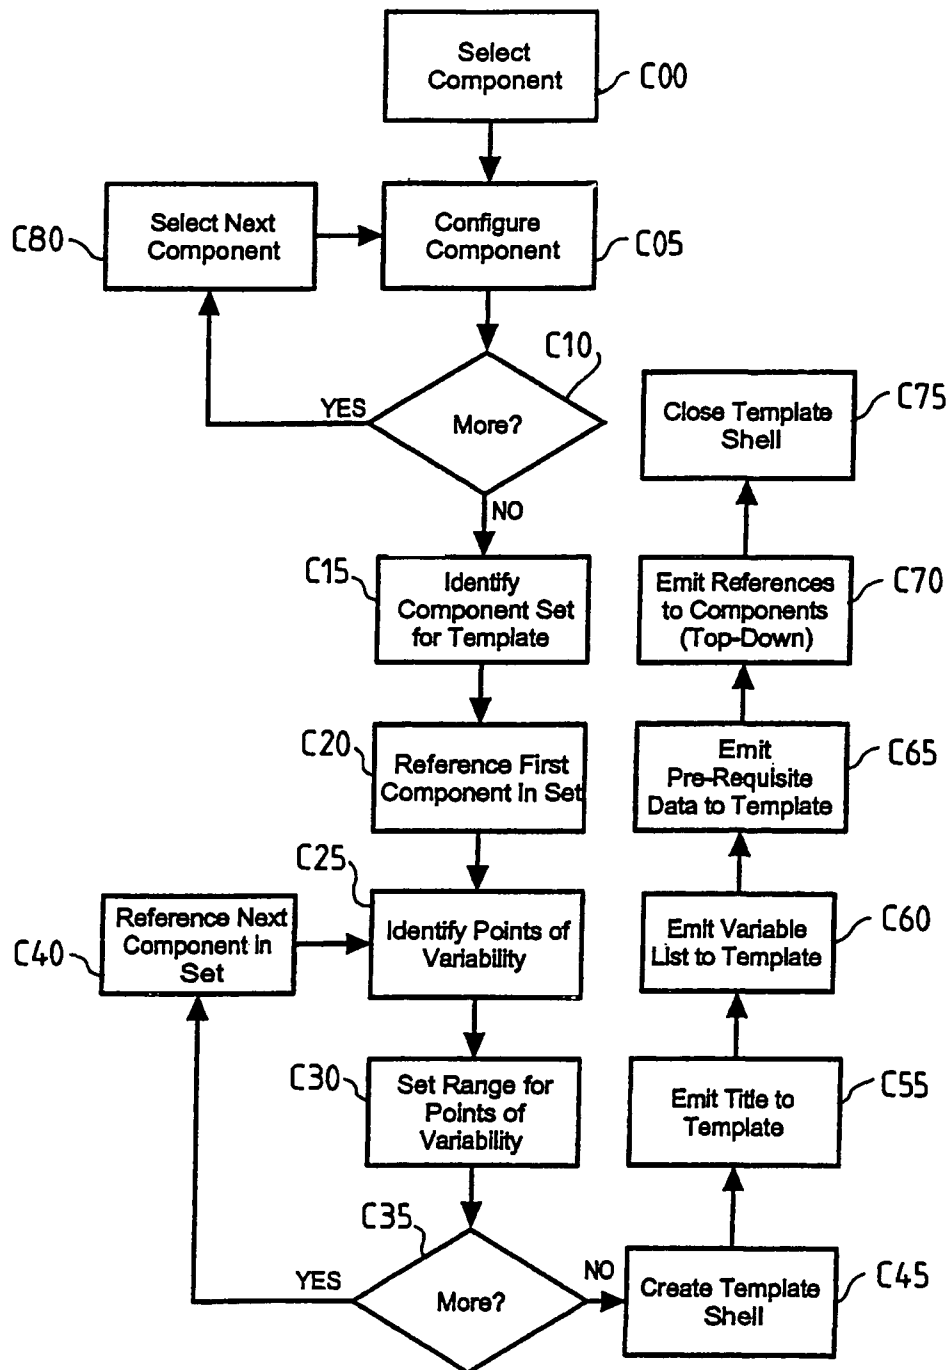 Select
Component
C00
Select Next
Component
C80
Configure
Component
C05
C10
More?
YES
NO
C15
Identify
Component Set
for Template
C20
Reference First
Component in Set
C25
Identify Points of
Variability
Reference Next
Component in
Set
C40
C30
Set Range for
Points of
Variability
C35
More?
YES
NO
Create Template
Shell
C45
Emit Title to
Template
C55
Emit Variable
List to Template
C60
Emit
Pre-Requisite
Data to Template
C65
Emit References
to Components
(Top-Down)
C70
Close Template
Shell
C75